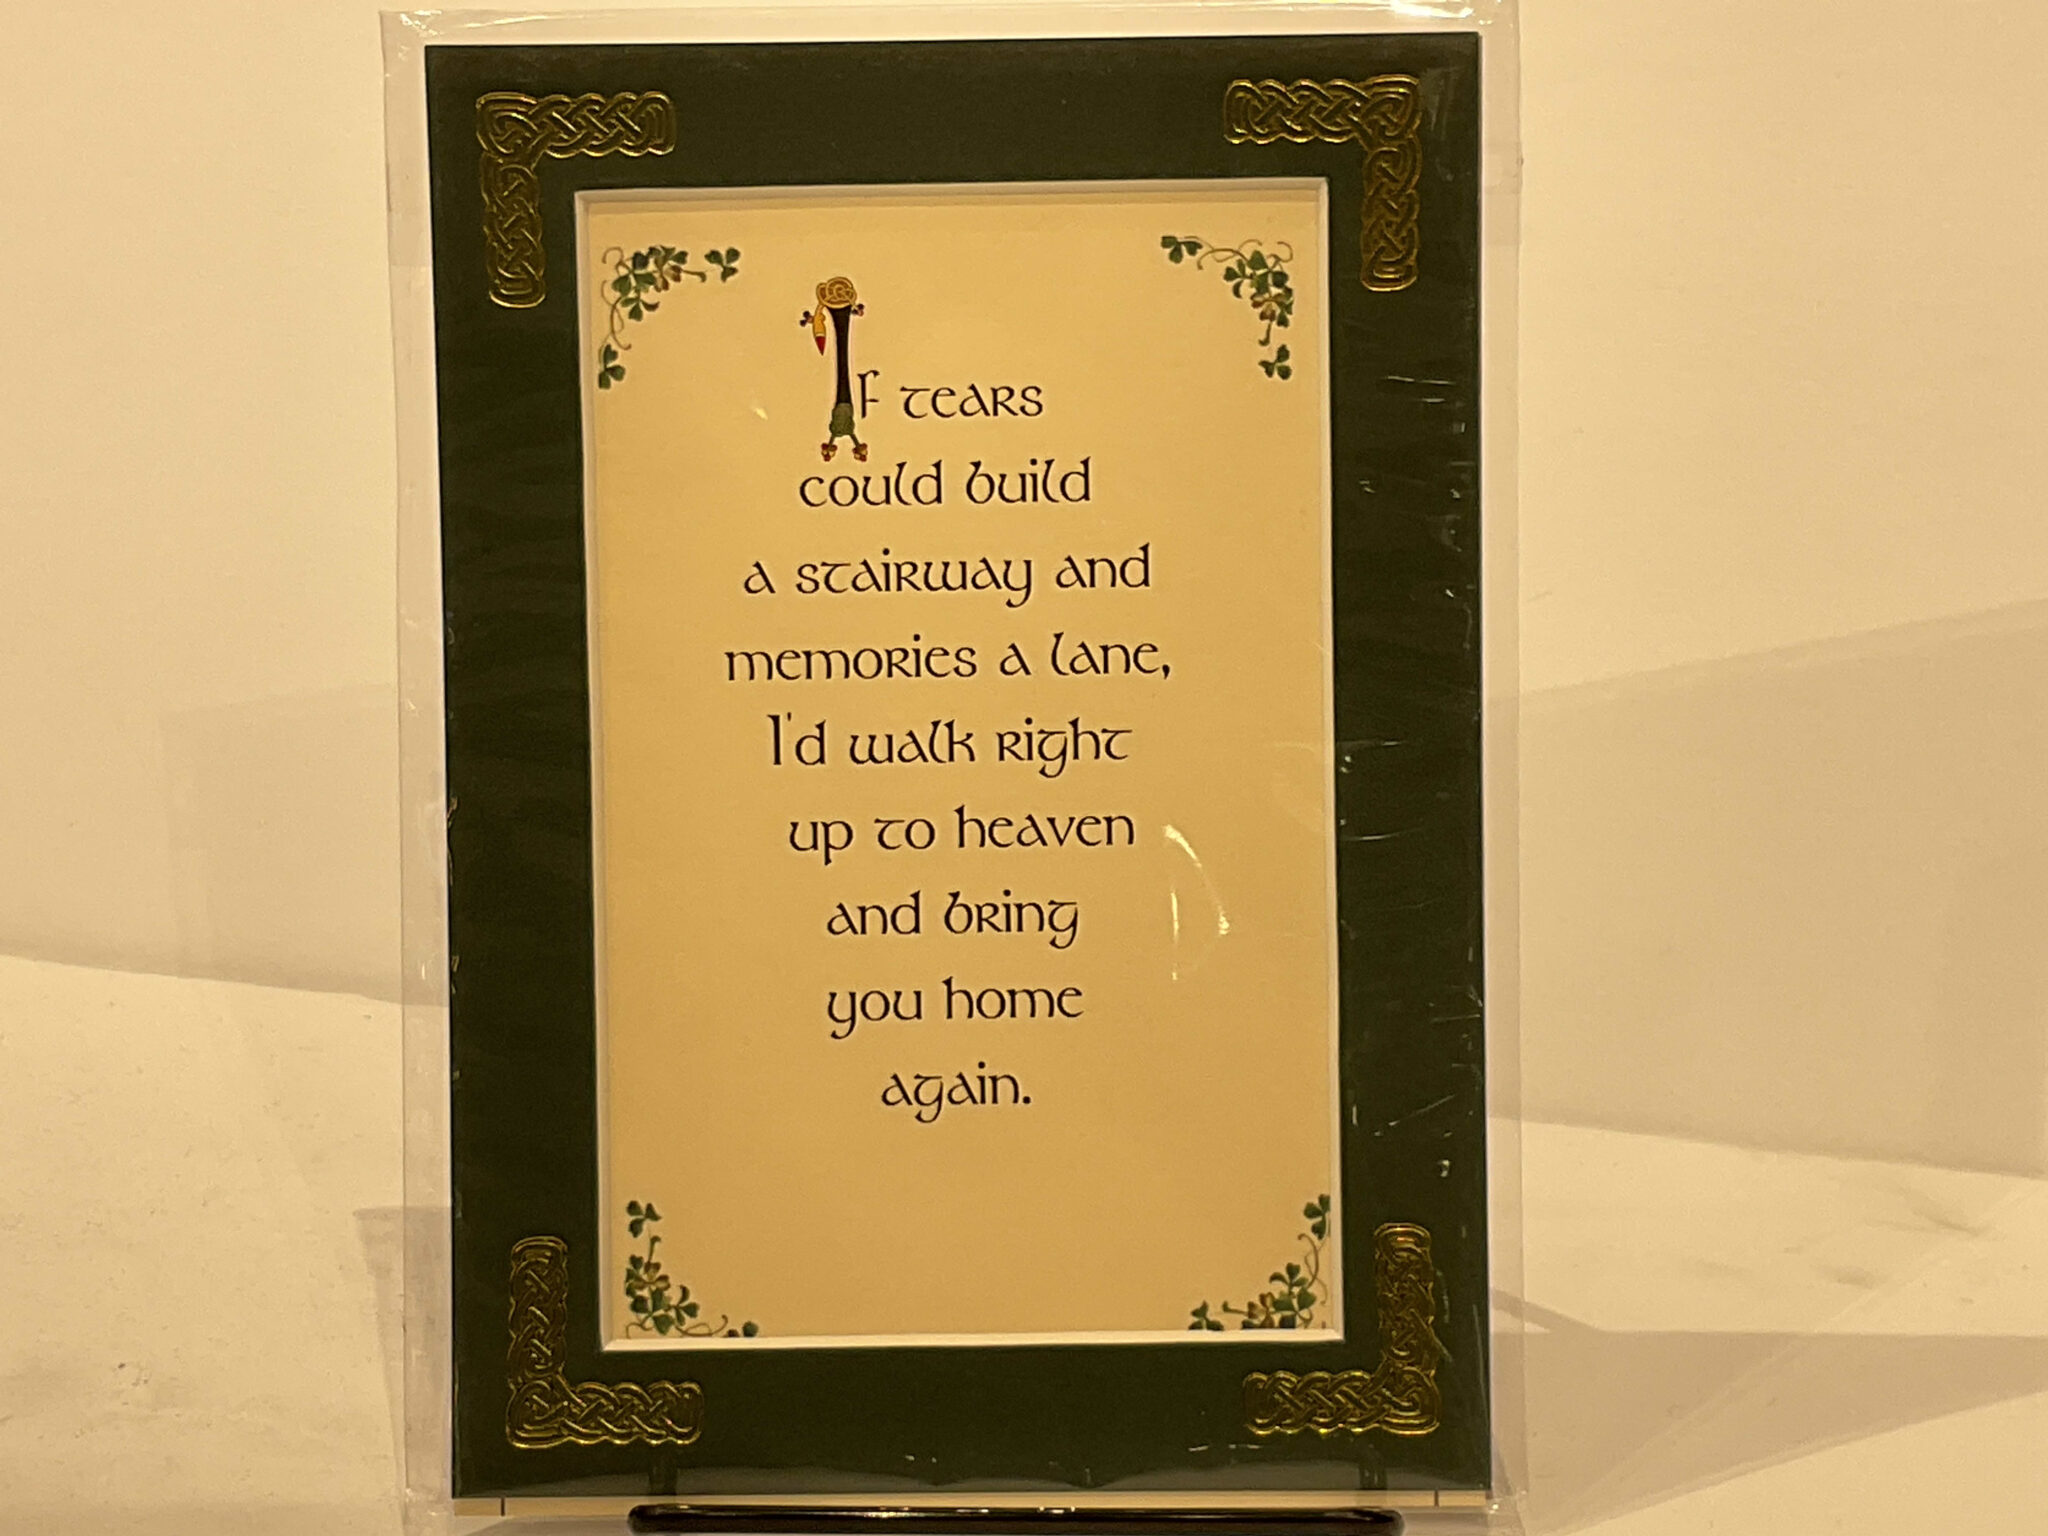 If tears
could build
a stairway and
memories a lane,
I'd walk right
up to heaven
and bring
you home
again.